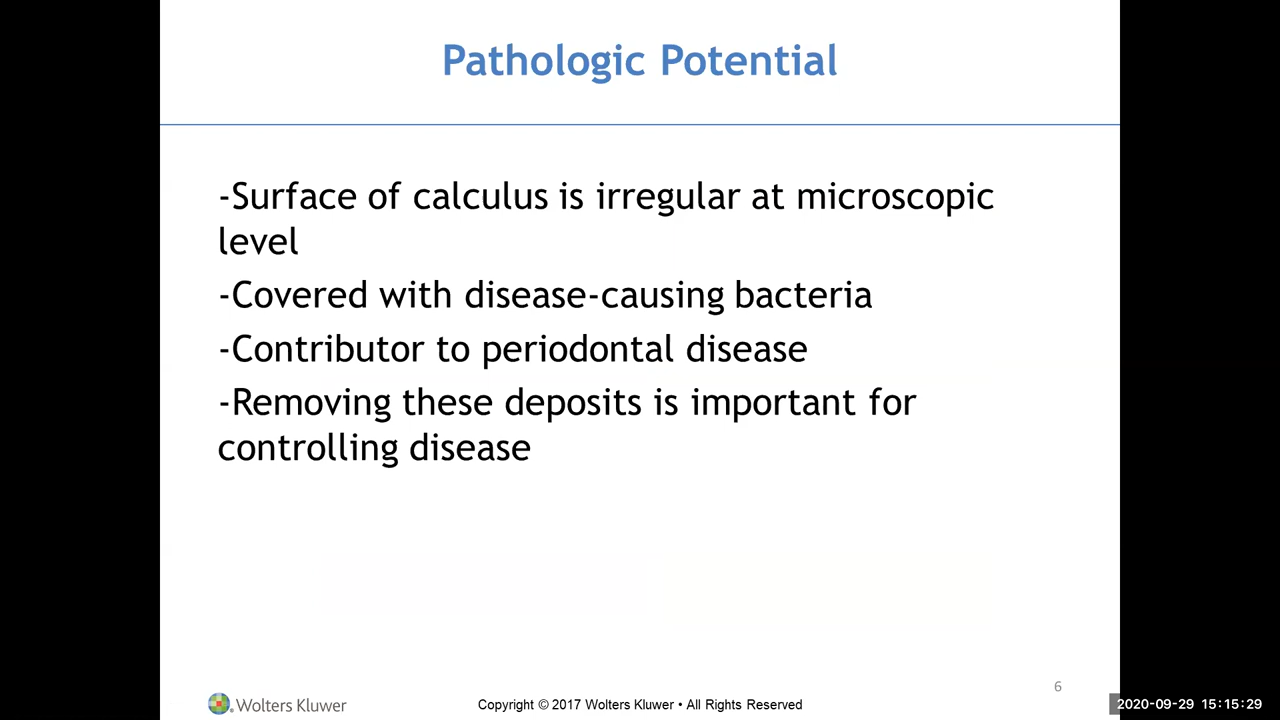 Pathologic Potential
-Surface of calculus is irregular at microscopic
level
-Covered with disease-causing bacteria
-Contributor to periodontal disease
-Removing these deposits is important for
controlling disease
6
Wolters Kluwer
Copyright © 2017 Wolters Kluwer • All Rights Reserved
2020-09-29 15:15:29